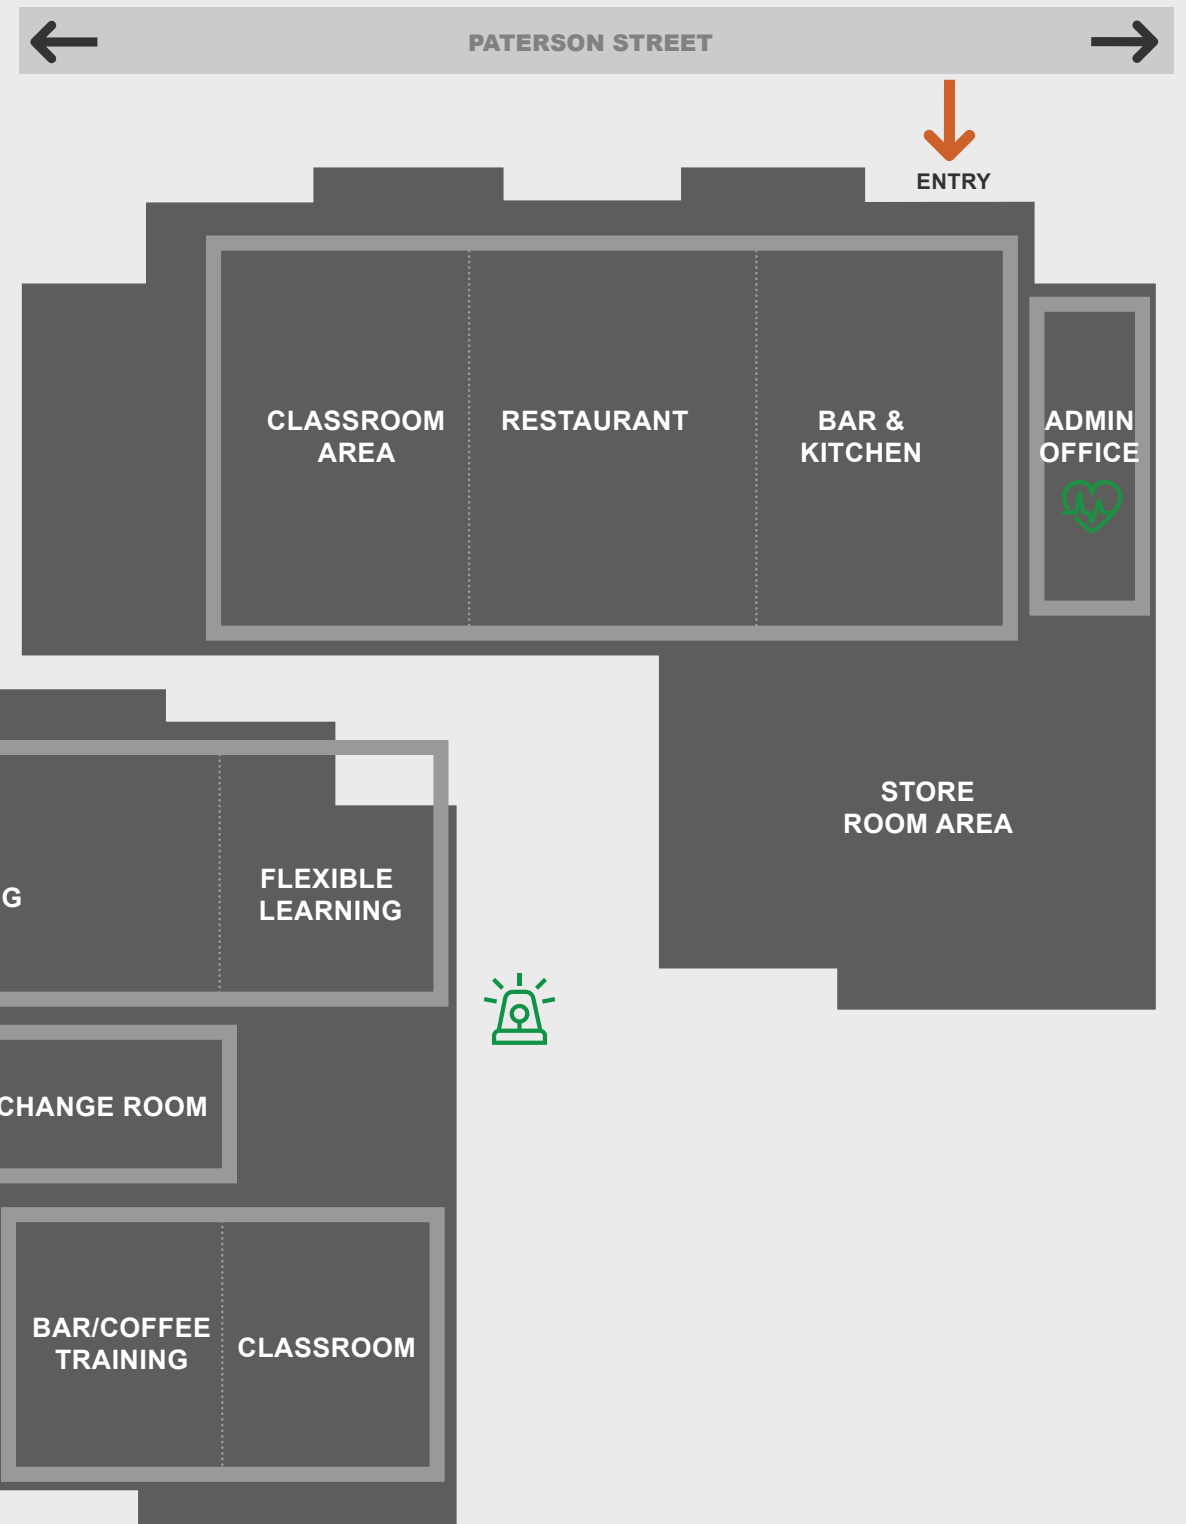 PATERSON STREET
ENTRY
CLASSROOM
AREA
RESTAURANT
BAR &
KITCHEN
ADMIN
OFFICE
STORE
ROOM AREA
G
FLEXIBLE
LEARNING
CHANGE ROOM
BAR/COFFEE
TRAINING
CLASSROOM